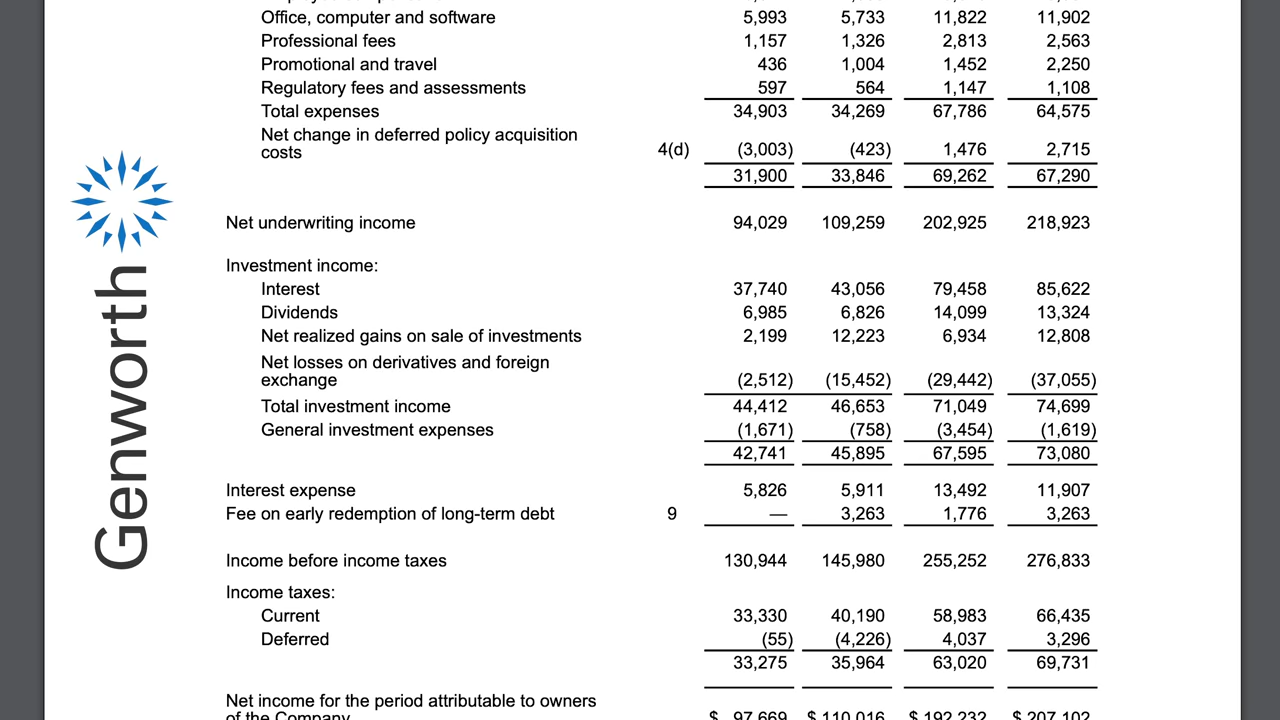 Office, computer and software 5,993 5,733 11,822 11,902
Professional fees 1,157 1,326 2,813 2,563
Promotional and travel 436 1,004 1,452 2,250
Regulatory fees and assessments 597 564 1,147 1,108
Total expenses 34,903 34,269 67,786 64,575
Net change in deferred policy acquisition
costs 4(d) (3,003) (423) 1,476 2,715
31,900 33,846 69,262 67,290
Net underwriting income 94,029 109,259 202,925 218,923
Investment income:
Interest 37,740 43,056 79,458 85,622
Dividends 6,985 6,826 14,099 13,324
Net realized gains on sale of investments 2,199 12,223 6,934 12,808
Net losses on derivatives and foreign
exchange (2,512) (15,452) (29,442) (37,055)
Total investment income 44,412 46,653 71,049 74,699
General investment expenses (1,671) (758) (3,454) (1,619)
42,741 45,895 67,595 73,080
Interest expense 5,826 5,911 13,492 11,907
Fee on early redemption of long-term debt 9 — 3,263 1,776 3,263
Income before income taxes 130,944 145,980 255,252 276,833
Income taxes:
Current 33,330 40,190 58,983 66,435
Deferred (55) (4,226) 4,037 3,296
33,275 35,964 63,020 69,731
Net income for the period attributable to owners
of the Company $ 97,669 $ 110,016 $ 192,232 $ 207,102
Genworth